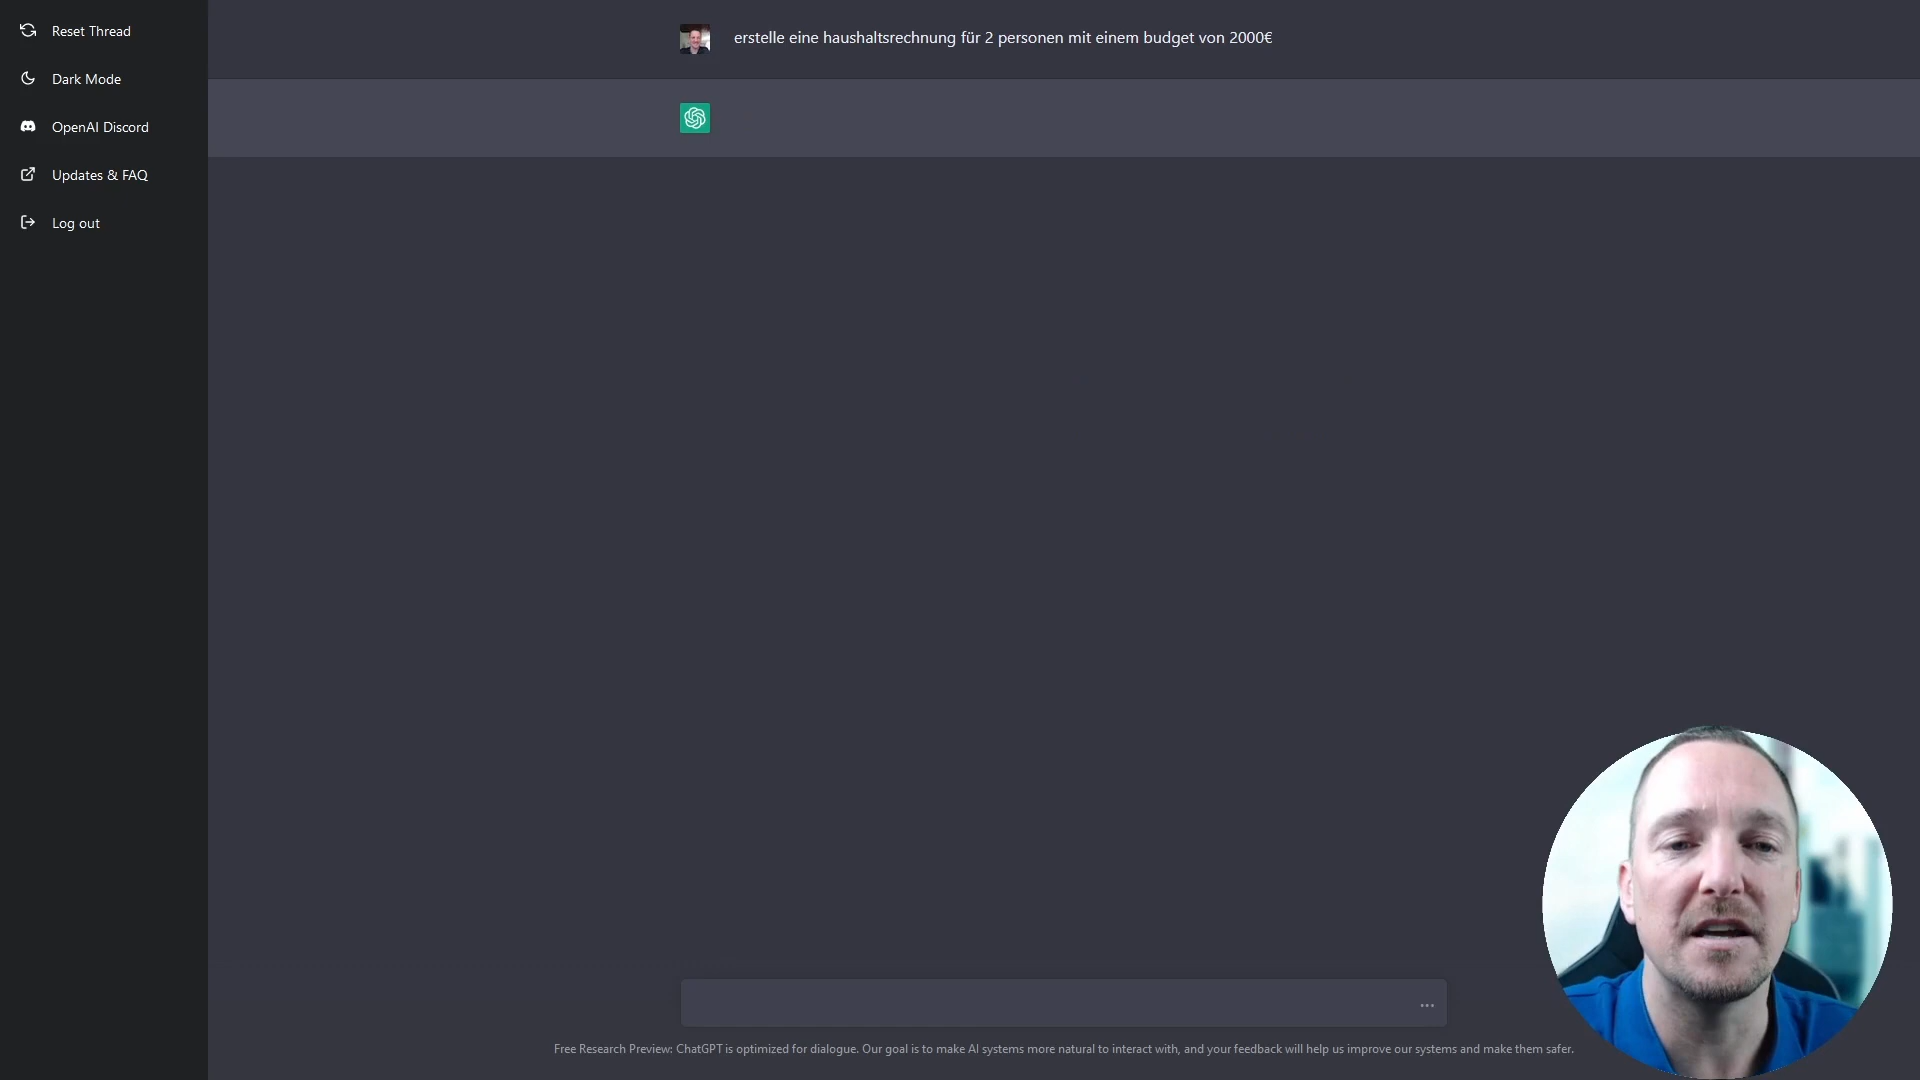 Reset Thread
Dark Mode
OpenAI Discord
Updates & FAQ
Log out
erstelle eine haushaltsrechnung für 2 personen mit einem budget von 2000€
Free Research Preview: ChatGPT is optimized for dialogue. Our goal is to make AI systems more natural to interact with, and your feedback will help us improve our systems and make them safer.